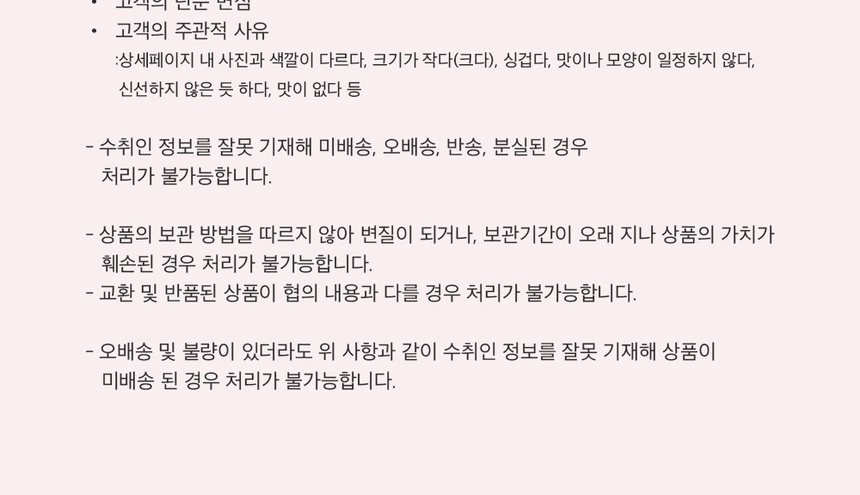 • 고객의 단순 변심
• 고객의 주관적 사유
:상세페이지 내 사진과 색깔이 다르다, 크기가 작다(크다), 싱겁다, 맛이나 모양이 일정하지 않다,
신선하지 않은 듯 하다, 맛이 없다 등
- 수취인 정보를 잘못 기재해 미배송, 오배송, 반송, 분실된 경우
처리가 불가능합니다.
- 상품의 보관 방법을 따르지 않아 변질이 되거나, 보관기간이 오래 지나 상품의 가치가
훼손된 경우 처리가 불가능합니다.
- 교환 및 반품된 상품이 협의 내용과 다를 경우 처리가 불가능합니다.
- 오배송 및 불량이 있더라도 위 사항과 같이 수취인 정보를 잘못 기재해 상품이
미배송 된 경우 처리가 불가능합니다.